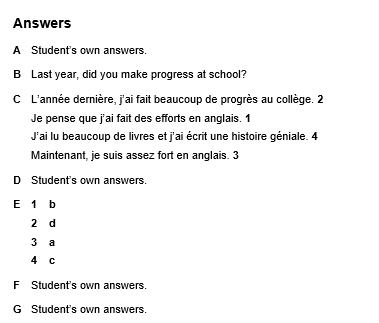 Answers
A Student's own answers.
B Last year, did you make progress at school?
C L'année dernière, j'ai fait beaucoup de progrès au collège. 2
Je pense que j'ai fait des efforts en anglais. 1
J'ai lu beaucoup de livres et j'ai écrit une histoire géniale. 4
Maintenant, je suis assez fort en anglais. 3
D Student's own answers.
E 1 b
2 d
3 a
4 c
F Student's own answers.
G Student's own answers.